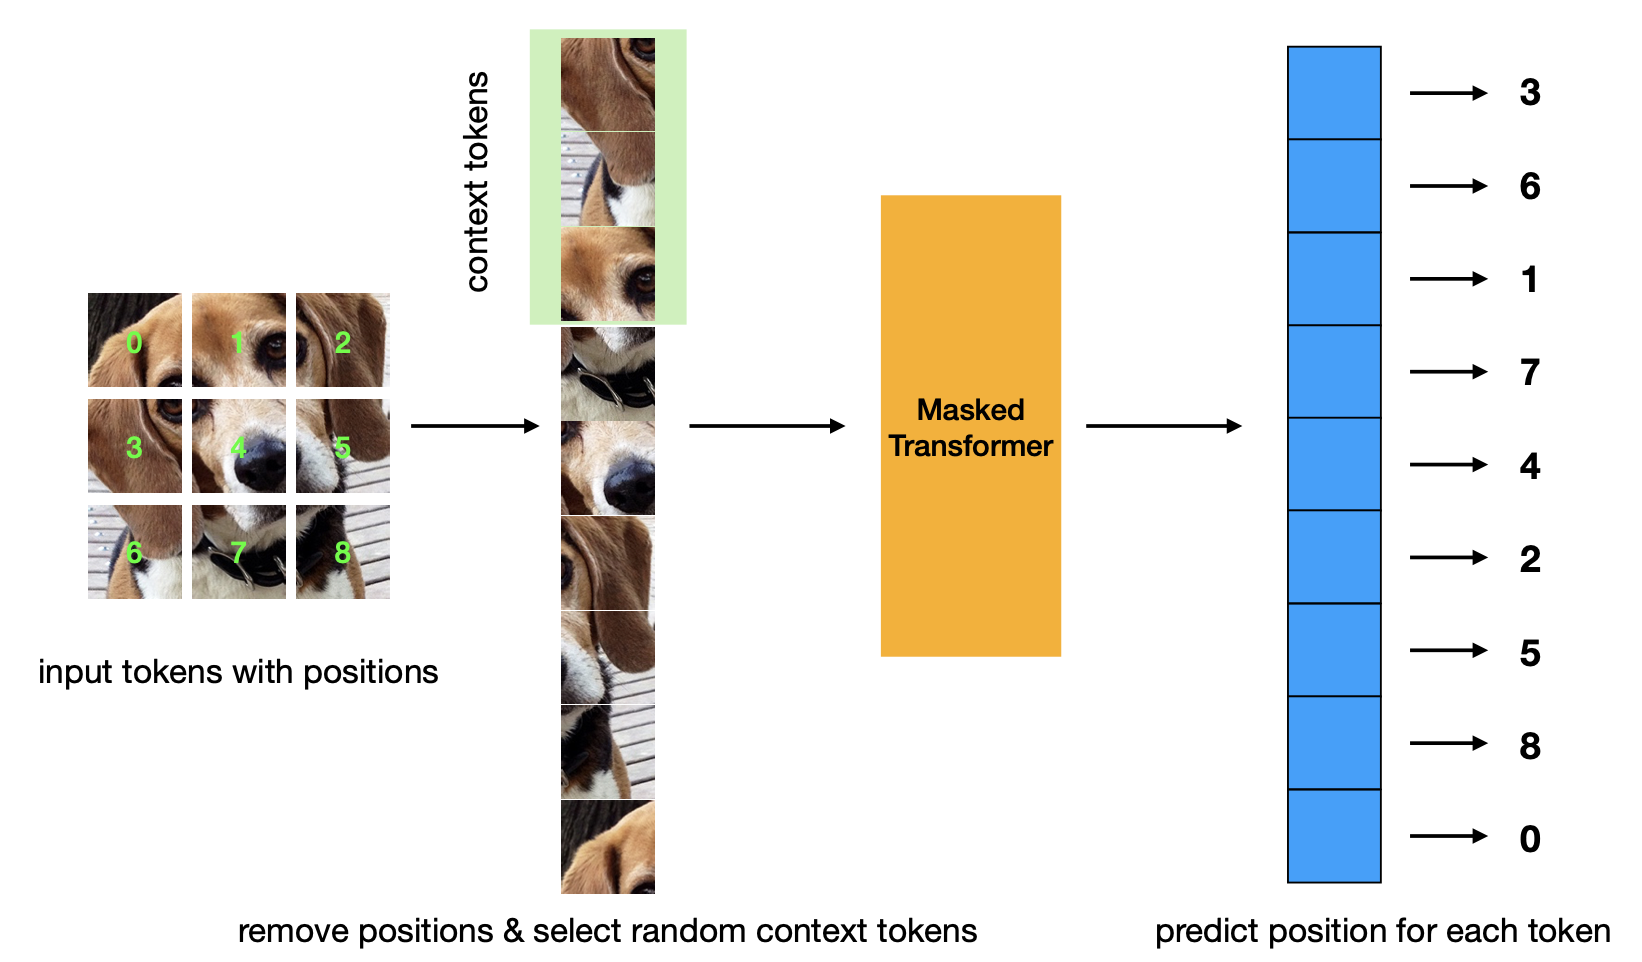 context tokens
0 1 2
3 4 5
6 7 8
input tokens with positions
Masked
Transformer
3
6
1
7
4
2
5
8
0
remove positions & select random context tokens
predict position for each token